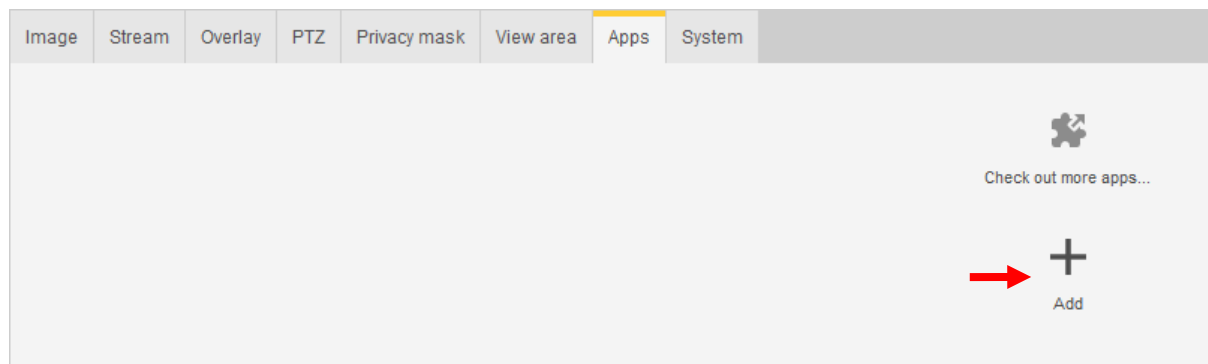 Image Stream Overlay PTZ Privacy mask View area Apps System
Check out more apps...
Add